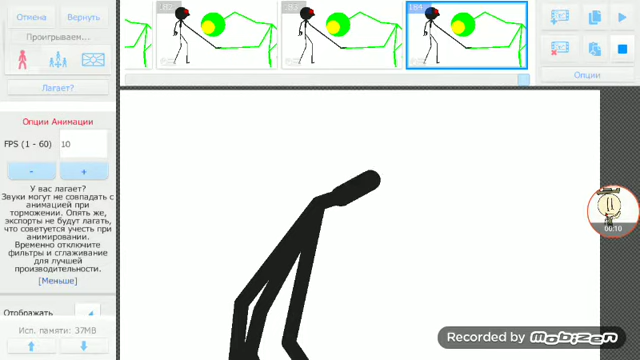 Отмена
Вернуть
Проигрываем...
Лагает?
Опции Анимации
FPS (1 - 60)
10
-
+
У вас лагает?
Звуки могут не совпадать с
анимацией при
торможении. Опять же,
экспорты не будут лагать,
что советуется учесть при
анимировании.
Временно отключите
фильтры и сглаживание
для лучшей
производительности.
[Меньше]
Отображать
Исп. памяти: 37MB
Опции
00:10
Recorded by Mobizen